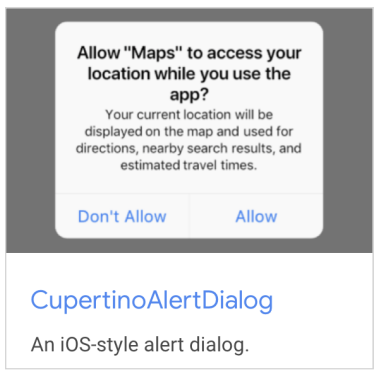 Allow "Maps" to access your
location while you use the
app?
Your current location will be
displayed on the map and used for
directions, nearby search results, and
estimated travel times.
Don't Allow
Allow
CupertinoAlertDialog
An iOS-style alert dialog.